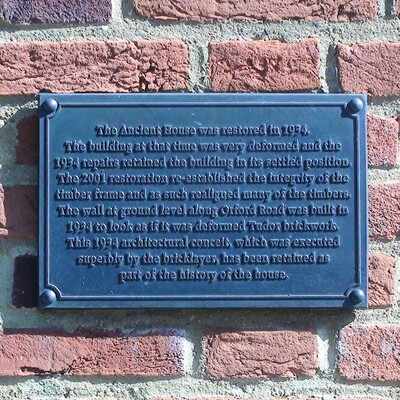 The Ancient House was restored in 1934.
The building at that time was very deformed and the
1934 repairs retained the building in its settled position.
The 2001 restoration re-established the integrity of the
timber frame and as such realigned many of the timbers.
The wall at ground level along Oxford Road was built in
1934 to look as if it was deformed Tudor brickwork.
This 1934 architectural conceit, which was executed
superbly by the bricklayer, has been retained as
part of the history of the house.